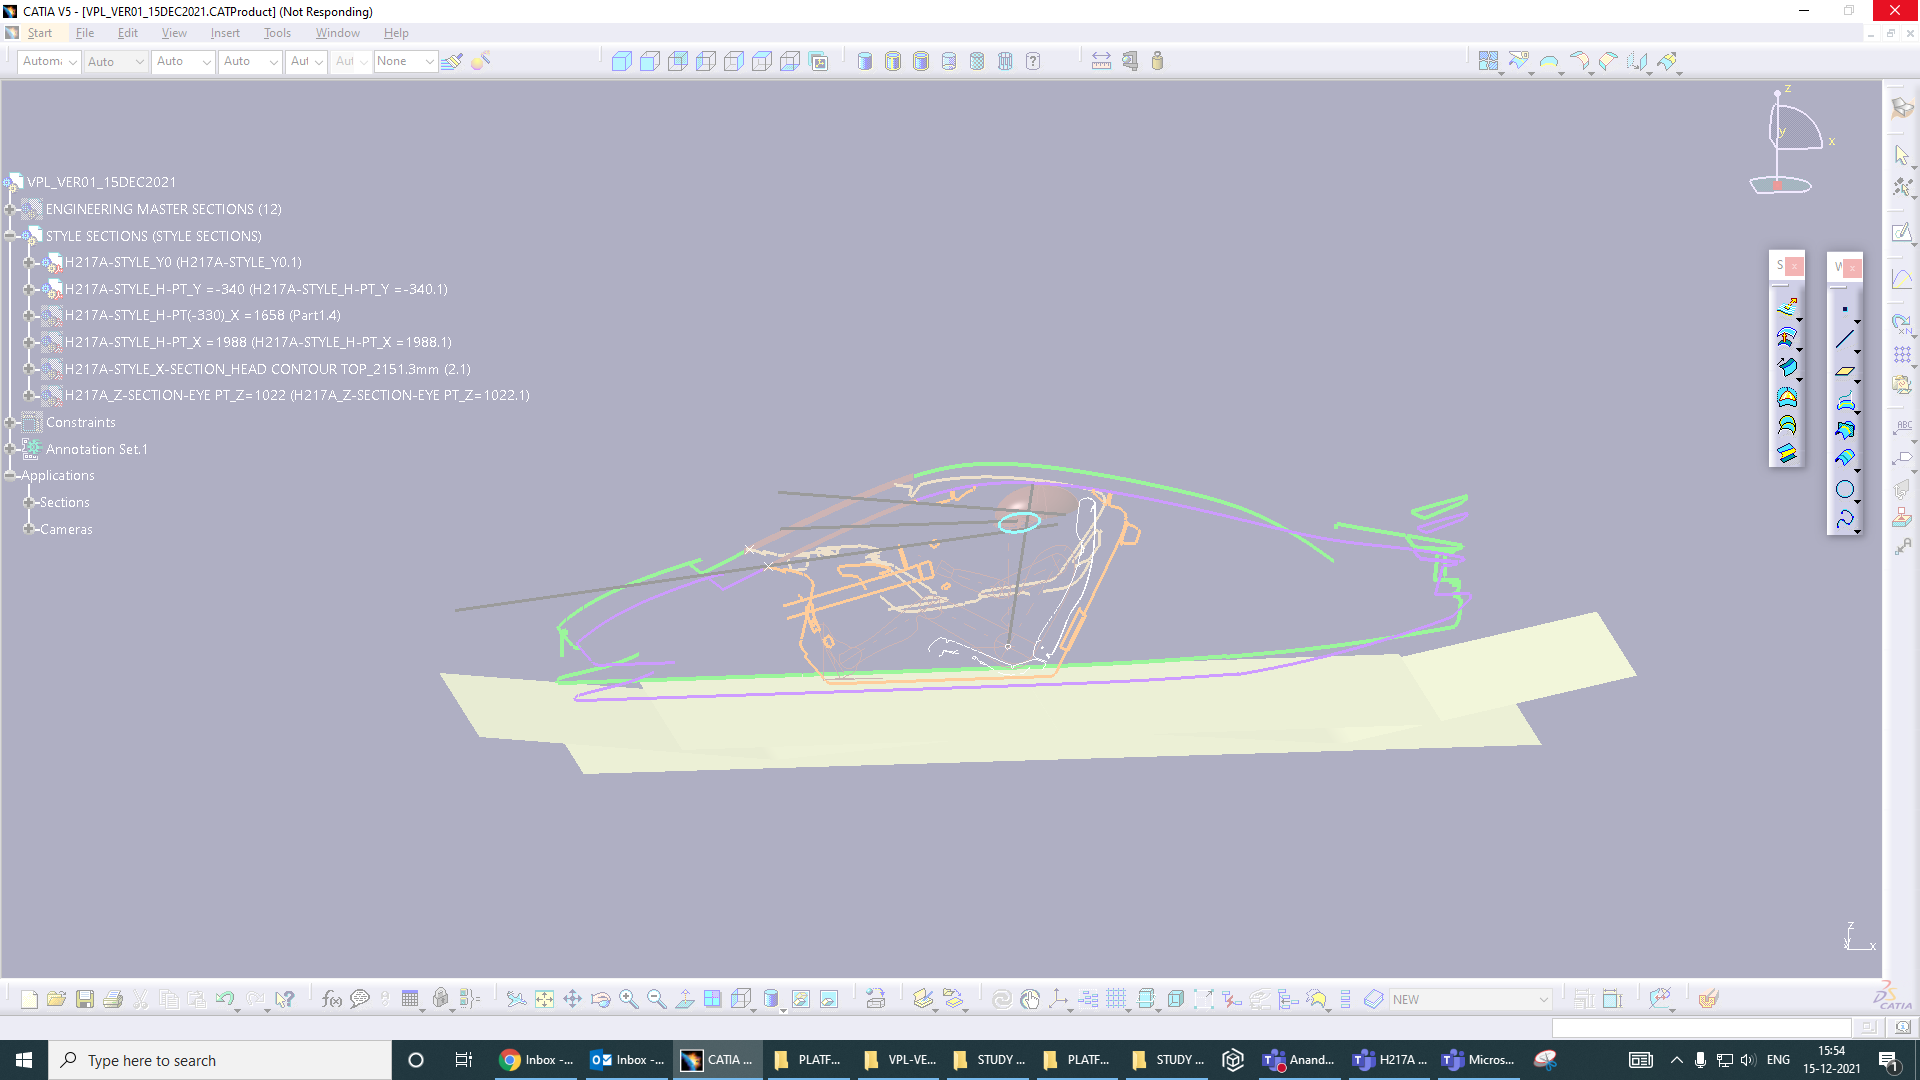 CATIA V5 - [VPL_VER01_15DEC2021.CATProduct] (Not Responding)
Start File Edit View Insert Tools Window Help
Auto Auto Auto None
z
y
x
VPL_VER01_15DEC2021
ENGINEERING MASTER SECTIONS (12)
STYLE SECTIONS (STYLE SECTIONS)
H217A-STYLE_Y0 (H217A-STYLE_Y0.1)
H217A-STYLE_H-PT_Y =-340 (H217A-STYLE_H-PT_Y =-340.1)
H217A-STYLE_H-PT(-330)_X =1658 (Part1.4)
H217A-STYLE_H-PT_X =1988 (H217A-STYLE_H-PT_X =1988.1)
H217A-STYLE_X-SECTION_HEAD CONTOUR TOP_2151.3mm (2.1)
H217A_Z-SECTION-EYE PT_Z=1022 (H217A_Z-SECTION-EYE PT_Z=1022.1)
Constraints
Annotation Set.1
Applications
Sections
Cameras
S
ABC
z
y x
f(x)
NEW
CATIA
Type here to search
Inbox -...
Inbox -...
CATIA ...
PLATF...
VPL-VE...
STUDY ...
PLATF...
STUDY ...
Anand...
H217A ...
Micros...
ENG
15:54
15-12-2021
1